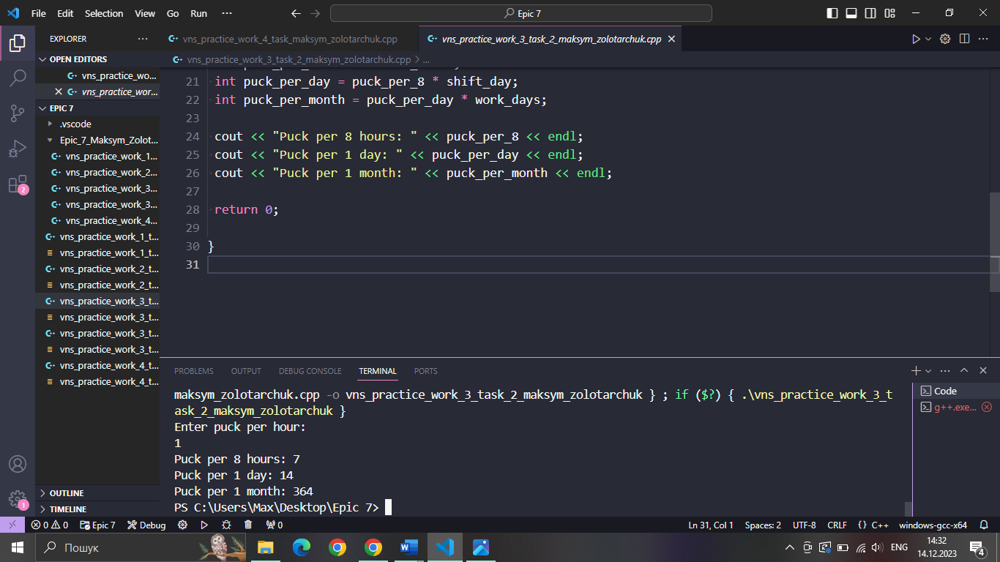 File Edit Selection View Go Run ··· Epic 7
EXPLORER ···
OPEN EDITORS
vns_practice_wo...
vns_practice_wor...
EPIC 7
.vscode
Epic_7_Maksym_Zolot...
vns_practice_work_1...
vns_practice_work_2...
vns_practice_work_3...
vns_practice_work_3...
vns_practice_work_4...
vns_practice_work_1_t...
vns_practice_work_1_t...
vns_practice_work_2_t...
vns_practice_work_2_t...
vns_practice_work_3_t...
vns_practice_work_3_t...
vns_practice_work_3_t...
vns_practice_work_3_t...
vns_practice_work_4_t...
vns_practice_work_4_t...
OUTLINE
TIMELINE
2
1
vns_practice_work_4_task_maksym_zolotarchuk.cpp vns_practice_work_3_task_2_maksym_zolotarchuk.cpp
vns_practice_work_3_task_2_maksym_zolotarchuk.cpp > ...
21 int puck_per_day = puck_per_8 * shift_day;
22 int puck_per_month = puck_per_day * work_days;
23
24 cout << "Puck per 8 hours: " << puck_per_8 << endl;
25 cout << "Puck per 1 day: " << puck_per_day << endl;
26 cout << "Puck per 1 month: " << puck_per_month << endl;
27
28 return 0;
29
30 }
31
PROBLEMS OUTPUT DEBUG CONSOLE TERMINAL PORTS
maksym_zolotarchuk.cpp -o vns_practice_work_3_task_2_maksym_zolotarchuk } ; if ($?) { .\vns_practice_work_3_t
ask_2_maksym_zolotarchuk }
Enter puck per hour:
1
Puck per 8 hours: 7
Puck per 1 day: 14
Puck per 1 month: 364
PS C:\Users\Max\Desktop\Epic 7>
Code
g++.exe...
0 0 Epic 7 Debug 0 Ln 31, Col 1 Spaces: 2 UTF-8 CRLF {} C++ windows-gcc-x64
Пошук ENG 14:32
14.12.2023
4